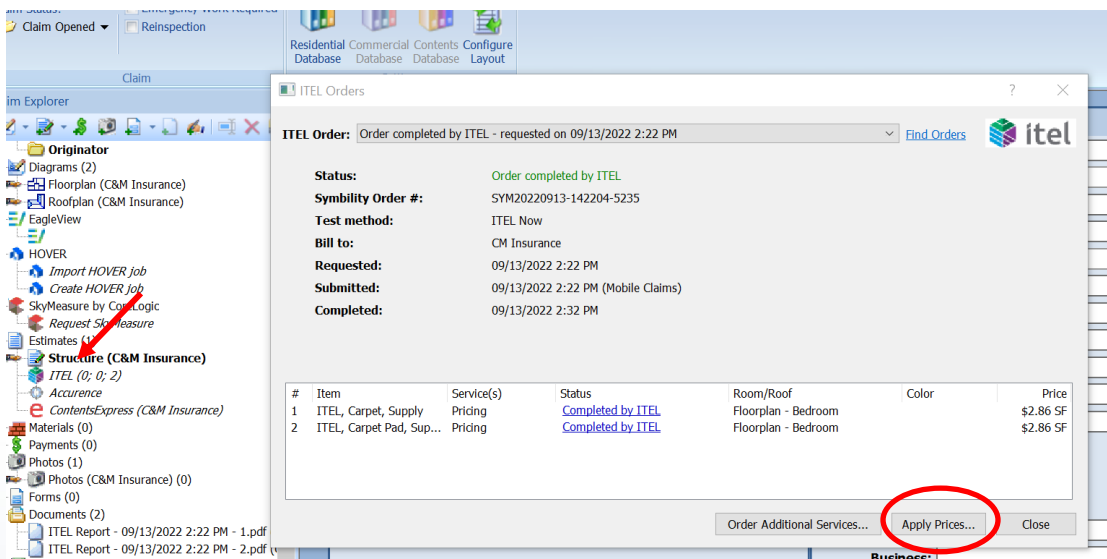 Claim Opened
Reinspection
Residential Commercial Contents Configure
Database Database Database Layout
Claim
Explorer
Originator
Diagrams (2)
Floorplan (C&M Insurance)
Roofplan (C&M Insurance)
EagleView
HOVER
Import HOVER job
Create HOVER job
SkyMeasure by CoreLogic
Request SkyMeasure
Estimates (1)
Structure (C&M Insurance)
ITEL (0; 0; 2)
Accurence
ContentsExpress (C&M Insurance)
Materials (0)
Payments (0)
Photos (1)
Photos (C&M Insurance) (0)
Forms (0)
Documents (2)
ITEL Report - 09/13/2022 2:22 PM - 1.pdf
ITEL Report - 09/13/2022 2:22 PM - 2.pdf
ITEL Orders
ITEL Order: Order completed by ITEL - requested on 09/13/2022 2:22 PM Find Orders itel
Status: Order completed by ITEL
Symbility Order #: SYM20220913-142204-5235
Test method: ITEL Now
Bill to: CM Insurance
Requested: 09/13/2022 2:22 PM
Submitted: 09/13/2022 2:22 PM (Mobile Claims)
Completed: 09/13/2022 2:32 PM
# Item Service(s) Status Room/Roof Color Price
1 ITEL, Carpet, Supply Pricing Completed by ITEL Floorplan - Bedroom $2.86 SF
2 ITEL, Carpet Pad, Sup... Pricing Completed by ITEL Floorplan - Bedroom $2.86 SF
Order Additional Services... Apply Prices... Close
Business: